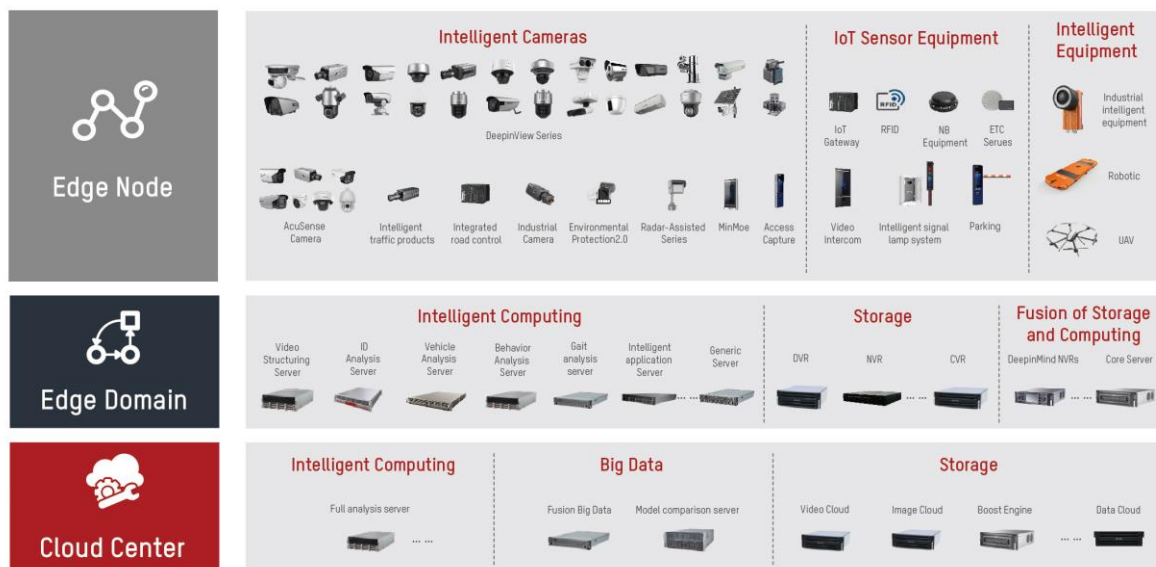 Edge Node
Intelligent Cameras
DeepinView Series
AcuSense
Camera
Intelligent
traffic products
Integrated
road control
Industrial
Camera
Environmental
Protection2.0
Radar-Assisted
Series
MinMoe
Access
Capture
IoT Sensor Equipment
IoT
Gateway
RFID
RFID
NB
Equipment
ETC
Serues
Video
Intercom
Intelligent signal
lamp system
Parking
Intelligent
Equipment
Industrial
intelligent
equipment
Robotic
UAV
Edge Domain
Intelligent Computing
Video
Structuring
Server
ID
Analysis
Server
Vehicle
Analysis
Server
Behavior
Analysis
Server
Gait
analysis
server
Intelligent
application
Server
... ...
Generic
Server
Storage
DVR
NVR
... ...
CVR
Fusion of Storage
and Computing
DeepinMind NVRs
... ...
Core Server
Cloud Center
Intelligent Computing
Full analysis server
... ...
Big Data
Fusion Big Data
Model comparison server
Storage
Video Cloud
Image Cloud
Boost Engine
... ...
Data Cloud